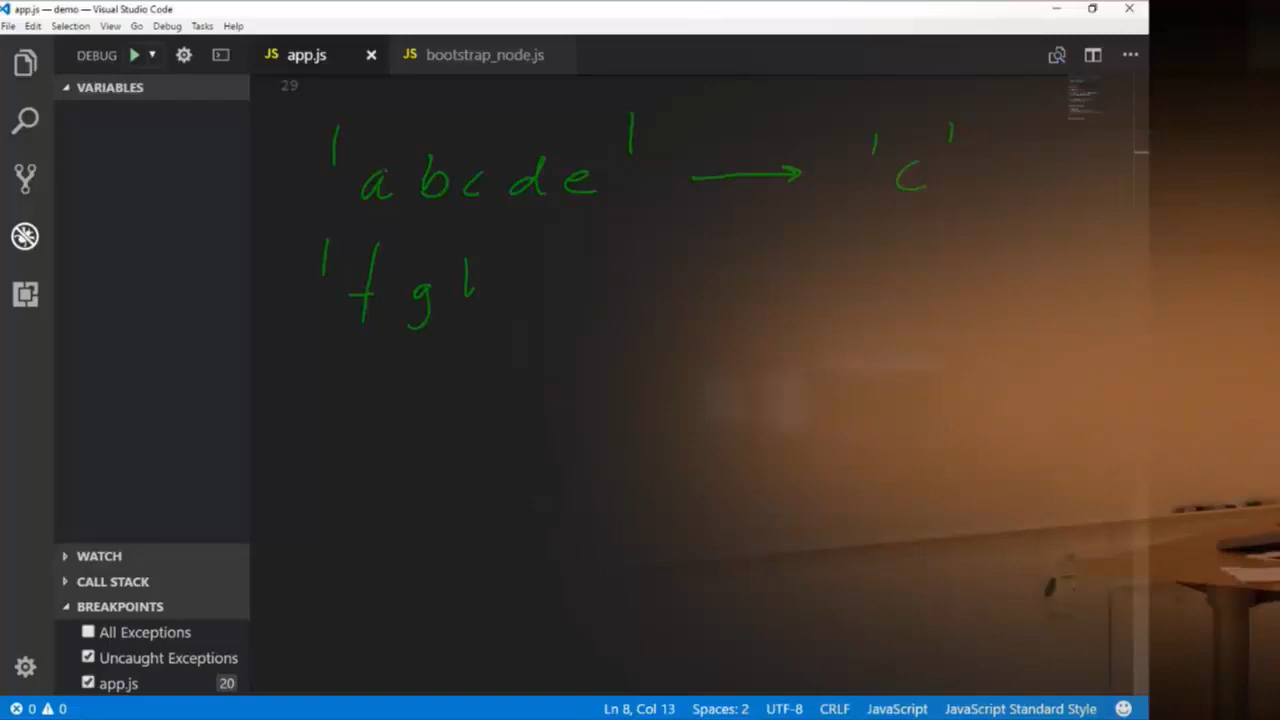 app.js — demo — Visual Studio Code
File Edit Selection View Go Debug Tasks Help
DEBUG JS app.js JS bootstrap_node.js
VARIABLES
29
'abcde' → 'c'
'fg
WATCH
CALL STACK
BREAKPOINTS
All Exceptions
Uncaught Exceptions
app.js 20
0 0 Ln 8, Col 13 Spaces: 2 UTF-8 CRLF JavaScript JavaScript Standard Style